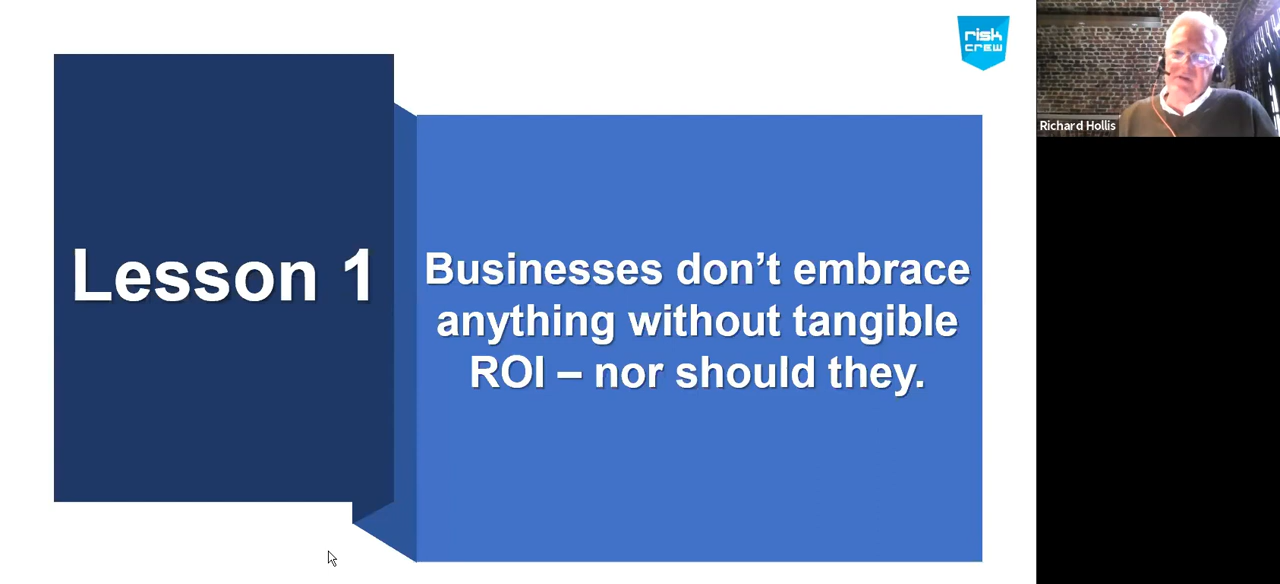 risk
crew
Lesson 1
Businesses don’t embrace
anything without tangible
ROI – nor should they.
Richard Hollis